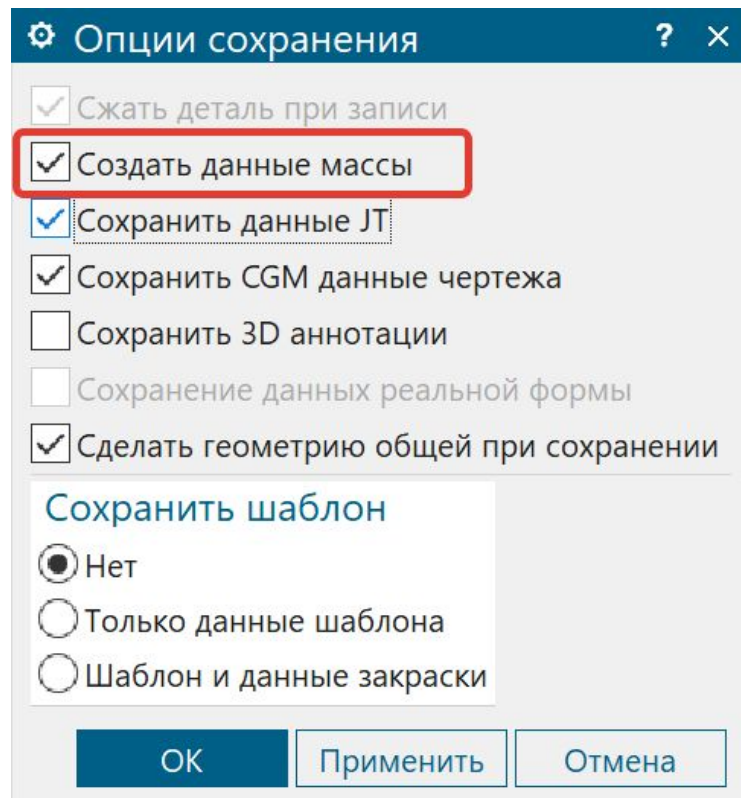 Опции сохранения ? ×
Сжать деталь при записи
Создать данные массы
Сохранить данные JT
Сохранить CGM данные чертежа
Сохранить 3D аннотации
Сохранение данных реальной формы
Сделать геометрию общей при сохранении
Сохранить шаблон
Нет
Только данные шаблона
Шаблон и данные закраски
ОК Применить Отмена